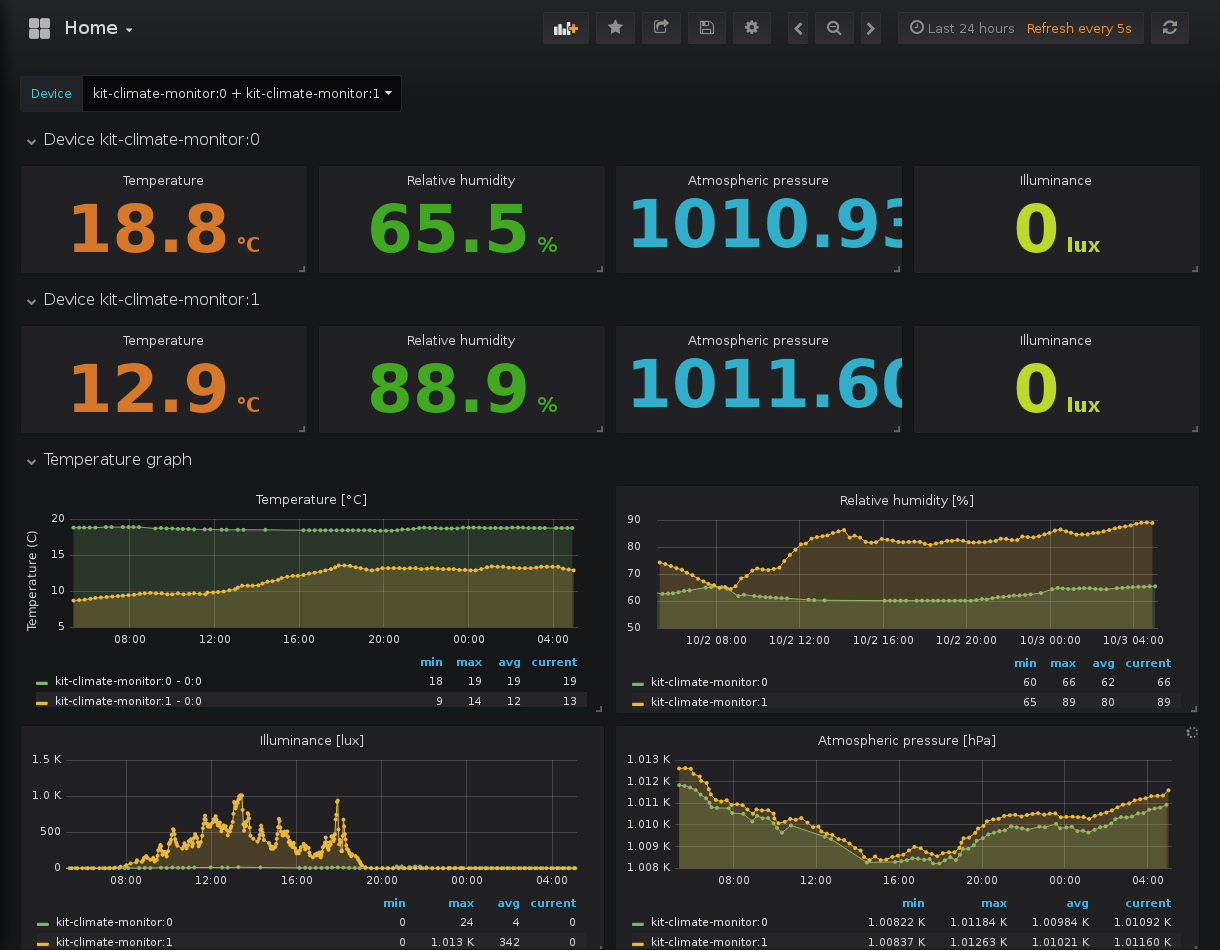 Home
Last 24 hours Refresh every 5s
Device kit-climate-monitor:0 + kit-climate-monitor:1
Device kit-climate-monitor:0
Temperature Relative humidity Atmospheric pressure Illuminance
18.8 °C 65.5 % 1010.93 0 lux
Device kit-climate-monitor:1
Temperature Relative humidity Atmospheric pressure Illuminance
12.9 °C 88.9 % 1011.60 0 lux
Temperature graph
Temperature [°C]
Temperature (C)
20
15
10
5
08:00 12:00 16:00 20:00 00:00 04:00
min max avg current
kit-climate-monitor:0 - 0:0 18 19 19 19
kit-climate-monitor:1 - 0:0 9 14 12 13
Relative humidity [%]
90
80
70
60
50
10/2 08:00 10/2 12:00 10/2 16:00 10/2 20:00 10/3 00:00 10/3 04:00
min max avg current
kit-climate-monitor:0 60 66 62 66
kit-climate-monitor:1 65 89 80 89
Illuminance [lux]
1.5 K
1.0 K
500
0
08:00 12:00 16:00 20:00 00:00 04:00
min max avg current
kit-climate-monitor:0 0 24 4 0
kit-climate-monitor:1 0 1.013 K 342 0
Atmospheric pressure [hPa]
1.013 K
1.012 K
1.011 K
1.010 K
1.009 K
1.008 K
08:00 12:00 16:00 20:00 00:00 04:00
min max avg current
kit-climate-monitor:0 1.00822 K 1.01184 K 1.00984 K 1.01092 K
kit-climate-monitor:1 1.00837 K 1.01263 K 1.01021 K 1.01160 K